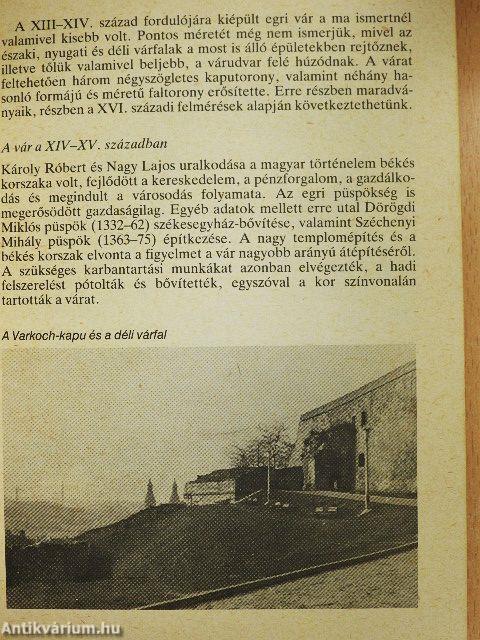 A XIII–XIV. század fordulójára kiépült egri vár a ma ismertnél
valamivel kisebb volt. Pontos méretét még nem ismerjük, mivel az
északi, nyugati és déli várfalak a most is álló épületekben rejtőznek,
illetve tőlük valamivel beljebb, a várudvar felé húzódnak. A várat
feltehetően három négyszögletes kaputorony, valamint néhány ha-
sonló formájú és méretű faltorony erősítette. Erre részben maradvá-
nyaik, részben a XVI. századi felmérések alapján következtethetünk.
A vár a XIV–XV. században
Károly Róbert és Nagy Lajos uralkodása a magyar történelem békés
korszaka volt, fejlődött a kereskedelem, a pénzforgalom, a gazdálko-
dás és megindult a városodás folyamata. Az egri püspökség is
megerősödött gazdaságilag. Egyéb adatok mellett erre utal Dörögdi
Miklós püspök (1332–62) székesegyház-bővítése, valamint Széchenyi
Mihály püspök (1363–75) építkezése. A nagy templomépítés és a
békés korszak elvonta a figyelmet a vár nagyobb arányú átépítéséről.
A szükséges karbantartási munkákat azonban elvégezték, a hadi
felszerelést pótolták és bővítették, egyszóval a kor színvonalán
tartották a várat.
A Varkoch-kapu és a déli várfal
Antikvárium.hu